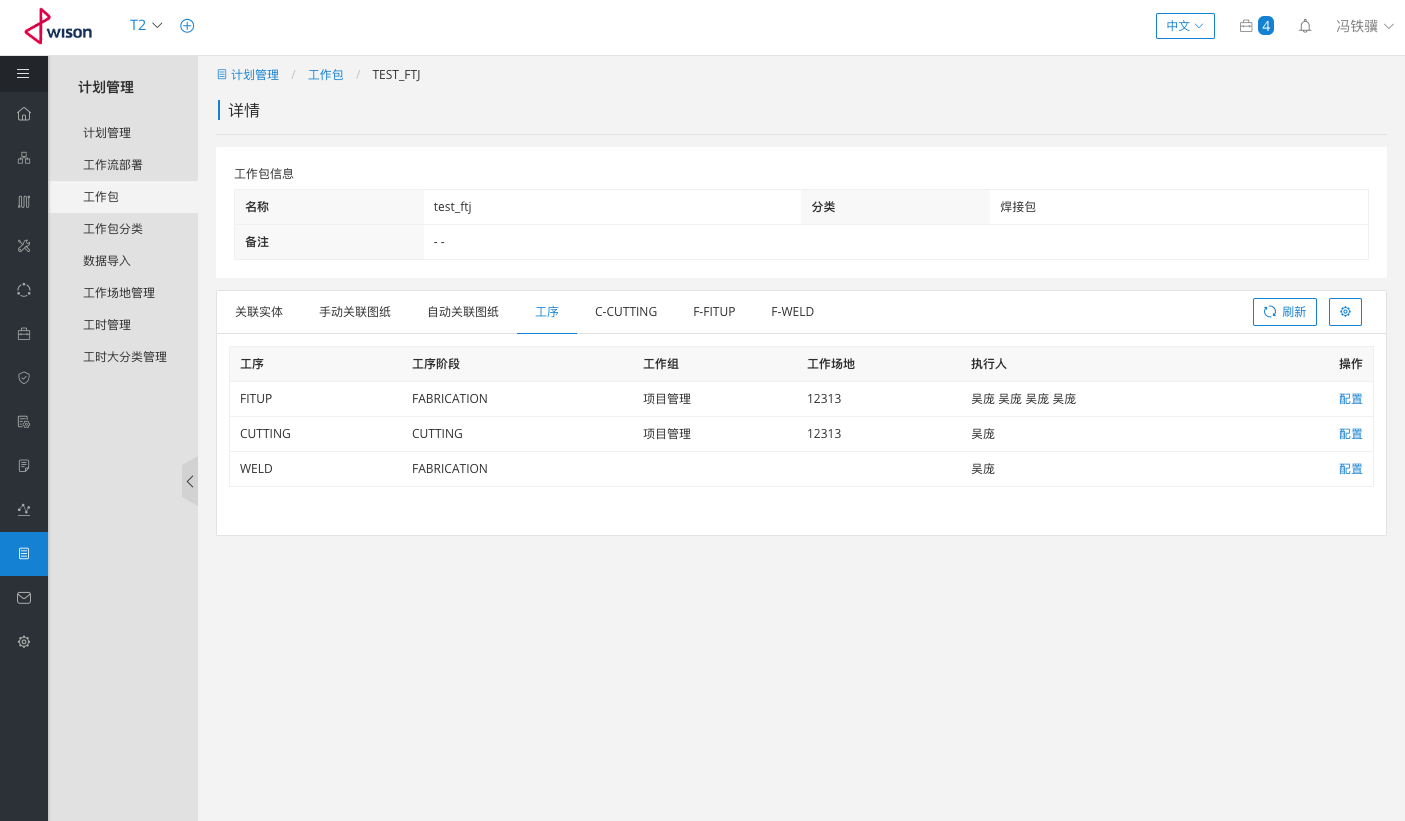 wison T2 中文 4 冯铁骥
计划管理
计划管理
工作流部署
工作包
工作包分类
数据导入
工作场地管理
工时管理
工时大分类管理
计划管理 / 工作包 / TEST_FTJ
详情
工作包信息
名称 test_ftj 分类 焊接包
备注 - -
关联实体 手动关联图纸 自动关联图纸 工序 C-CUTTING F-FITUP F-WELD 刷新
工序 工序阶段 工作组 工作场地 执行人 操作
FITUP FABRICATION 项目管理 12313 吴庞 吴庞 吴庞 吴庞 配置
CUTTING CUTTING 项目管理 12313 吴庞 配置
WELD FABRICATION 吴庞 配置